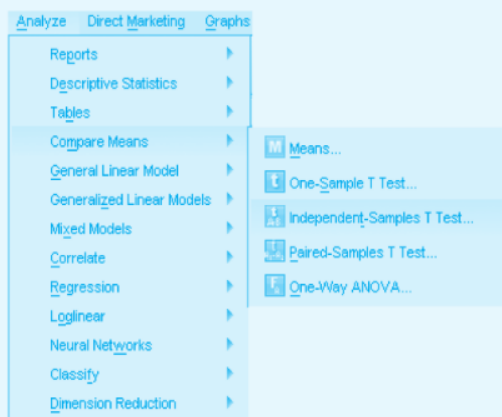 Analyze Direct Marketing Graphs
Reports
Descriptive Statistics
Tables
Compare Means
General Linear Model
Generalized Linear Models
Mixed Models
Correlate
Regression
Loglinear
Neural Networks
Classify
Dimension Reduction
M Means...
t One-Sample T Test...
Independent-Samples T Test...
Paired-Samples T Test...
One-Way ANOVA...